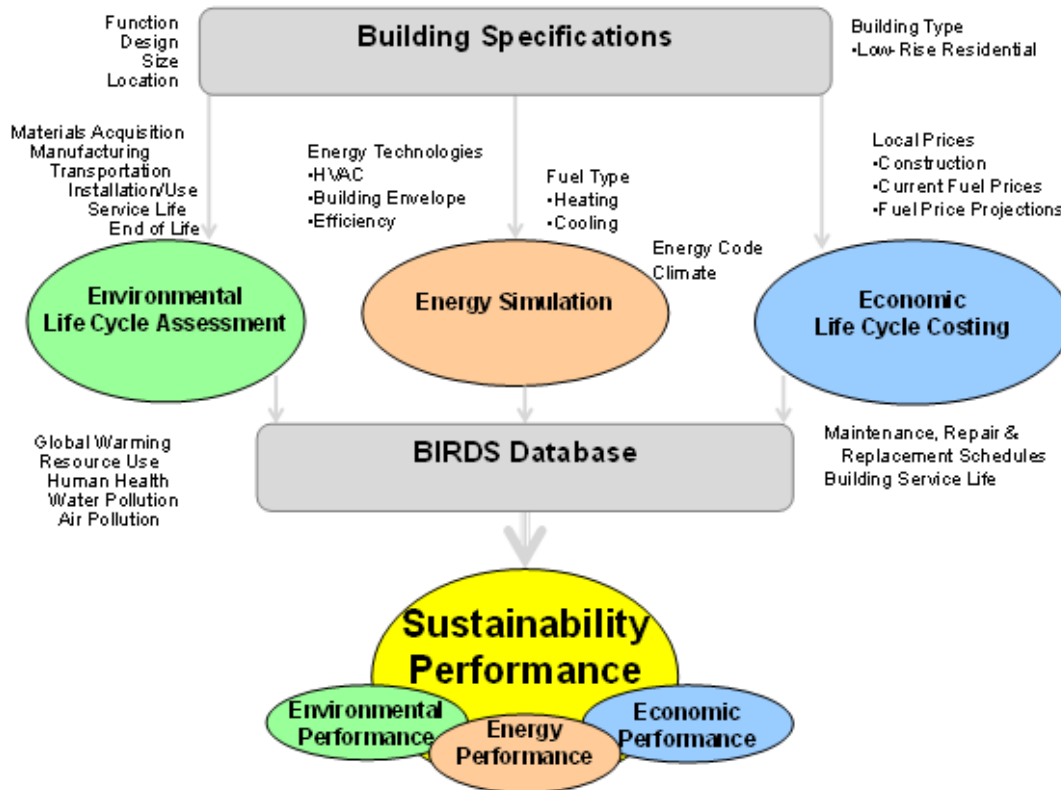 Function
Design
Size
Location
Building Specifications
Building Type
•Low-Rise Residential
Materials Acquisition
Manufacturing
Transportation
Installation/Use
Service Life
End of Life
Energy Technologies
•HVAC
•Building Envelope
•Efficiency
Fuel Type
•Heating
•Cooling
Energy Code
Climate
Local Prices
•Construction
•Current Fuel Prices
•Fuel Price Projections
Environmental
Life Cycle Assessment
Energy Simulation
Economic
Life Cycle Costing
Global Warming
Resource Use
Human Health
Water Pollution
Air Pollution
BIRDS Database
Maintenance, Repair &
Replacement Schedules
Building Service Life
Sustainability
Performance
Environmental
Performance
Energy
Performance
Economic
Performance